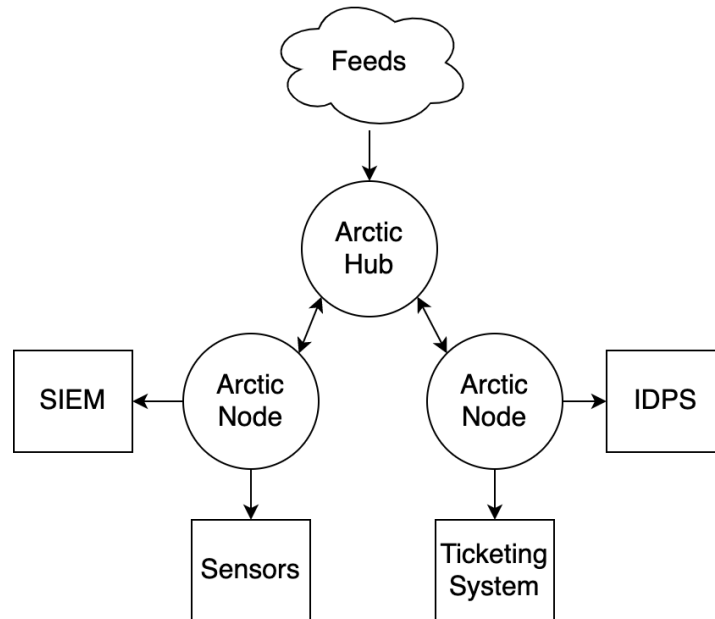 Feeds
Arctic
Hub
SIEM
Arctic
Node
Arctic
Node
IDPS
Sensors
Ticketing
System